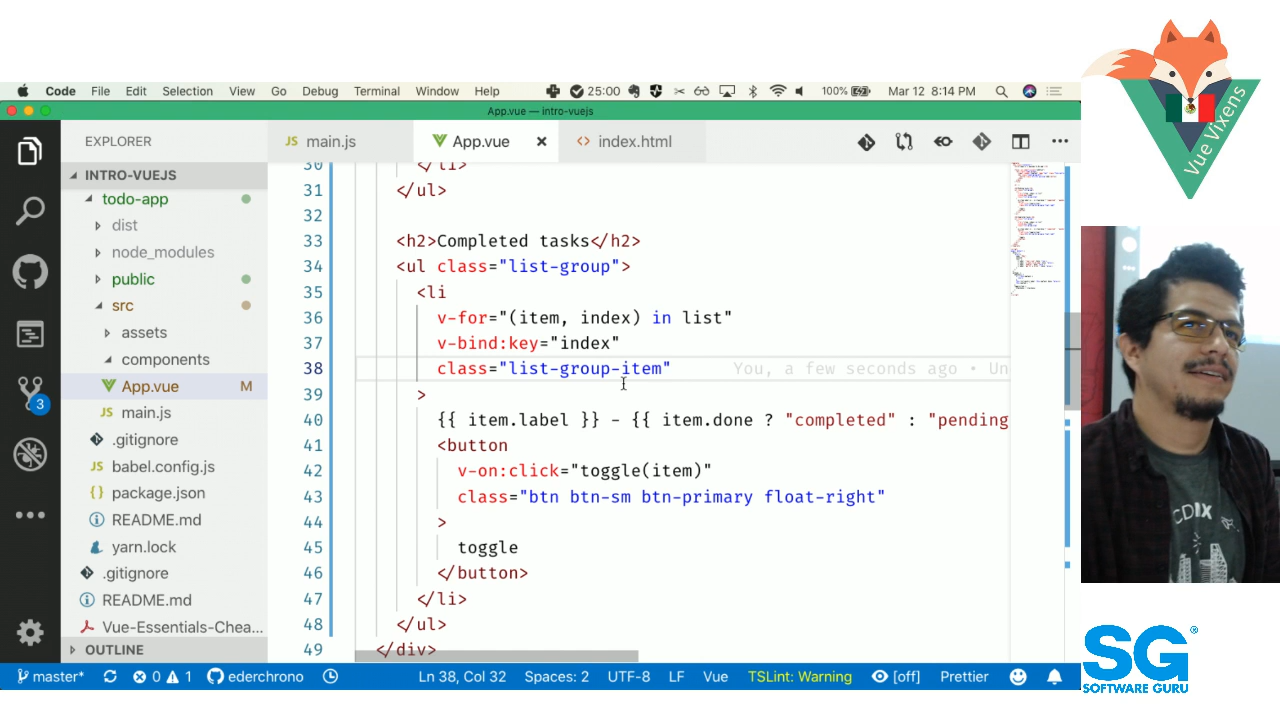 Code File Edit Selection View Go Debug Terminal Window Help 25:00 100% Mar 12 8:14 PM
App.vue — intro-vuejs
EXPLORER
JS main.js
App.vue
<> index.html
INTRO-VUEJS
todo-app
dist
node_modules
public
src
assets
components
App.vue M
main.js
.gitignore
JS babel.config.js
{} package.json
README.md
yarn.lock
.gitignore
README.md
Vue-Essentials-Chea...
OUTLINE
3
30 </li>
31 </ul>
32
33 <h2>Completed tasks</h2>
34 <ul class="list-group">
35 <li
36 v-for="(item, index) in list"
37 v-bind:key="index"
38 class="list-group-item" You, a few seconds ago • Un
39 >
40 {{ item.label }} - {{ item.done ? "completed" : "pending
41 <button
42 v-on:click="toggle(item)"
43 class="btn btn-sm btn-primary float-right"
44 >
45 toggle
46 </button>
47 </li>
48 </ul>
49 </div>
master* 0 1 ederchrono Ln 38, Col 32 Spaces: 2 UTF-8 LF Vue TSLint: Warning [off] Prettier
Vue Vixens
CDIX
SG®
SOFTWARE GURU